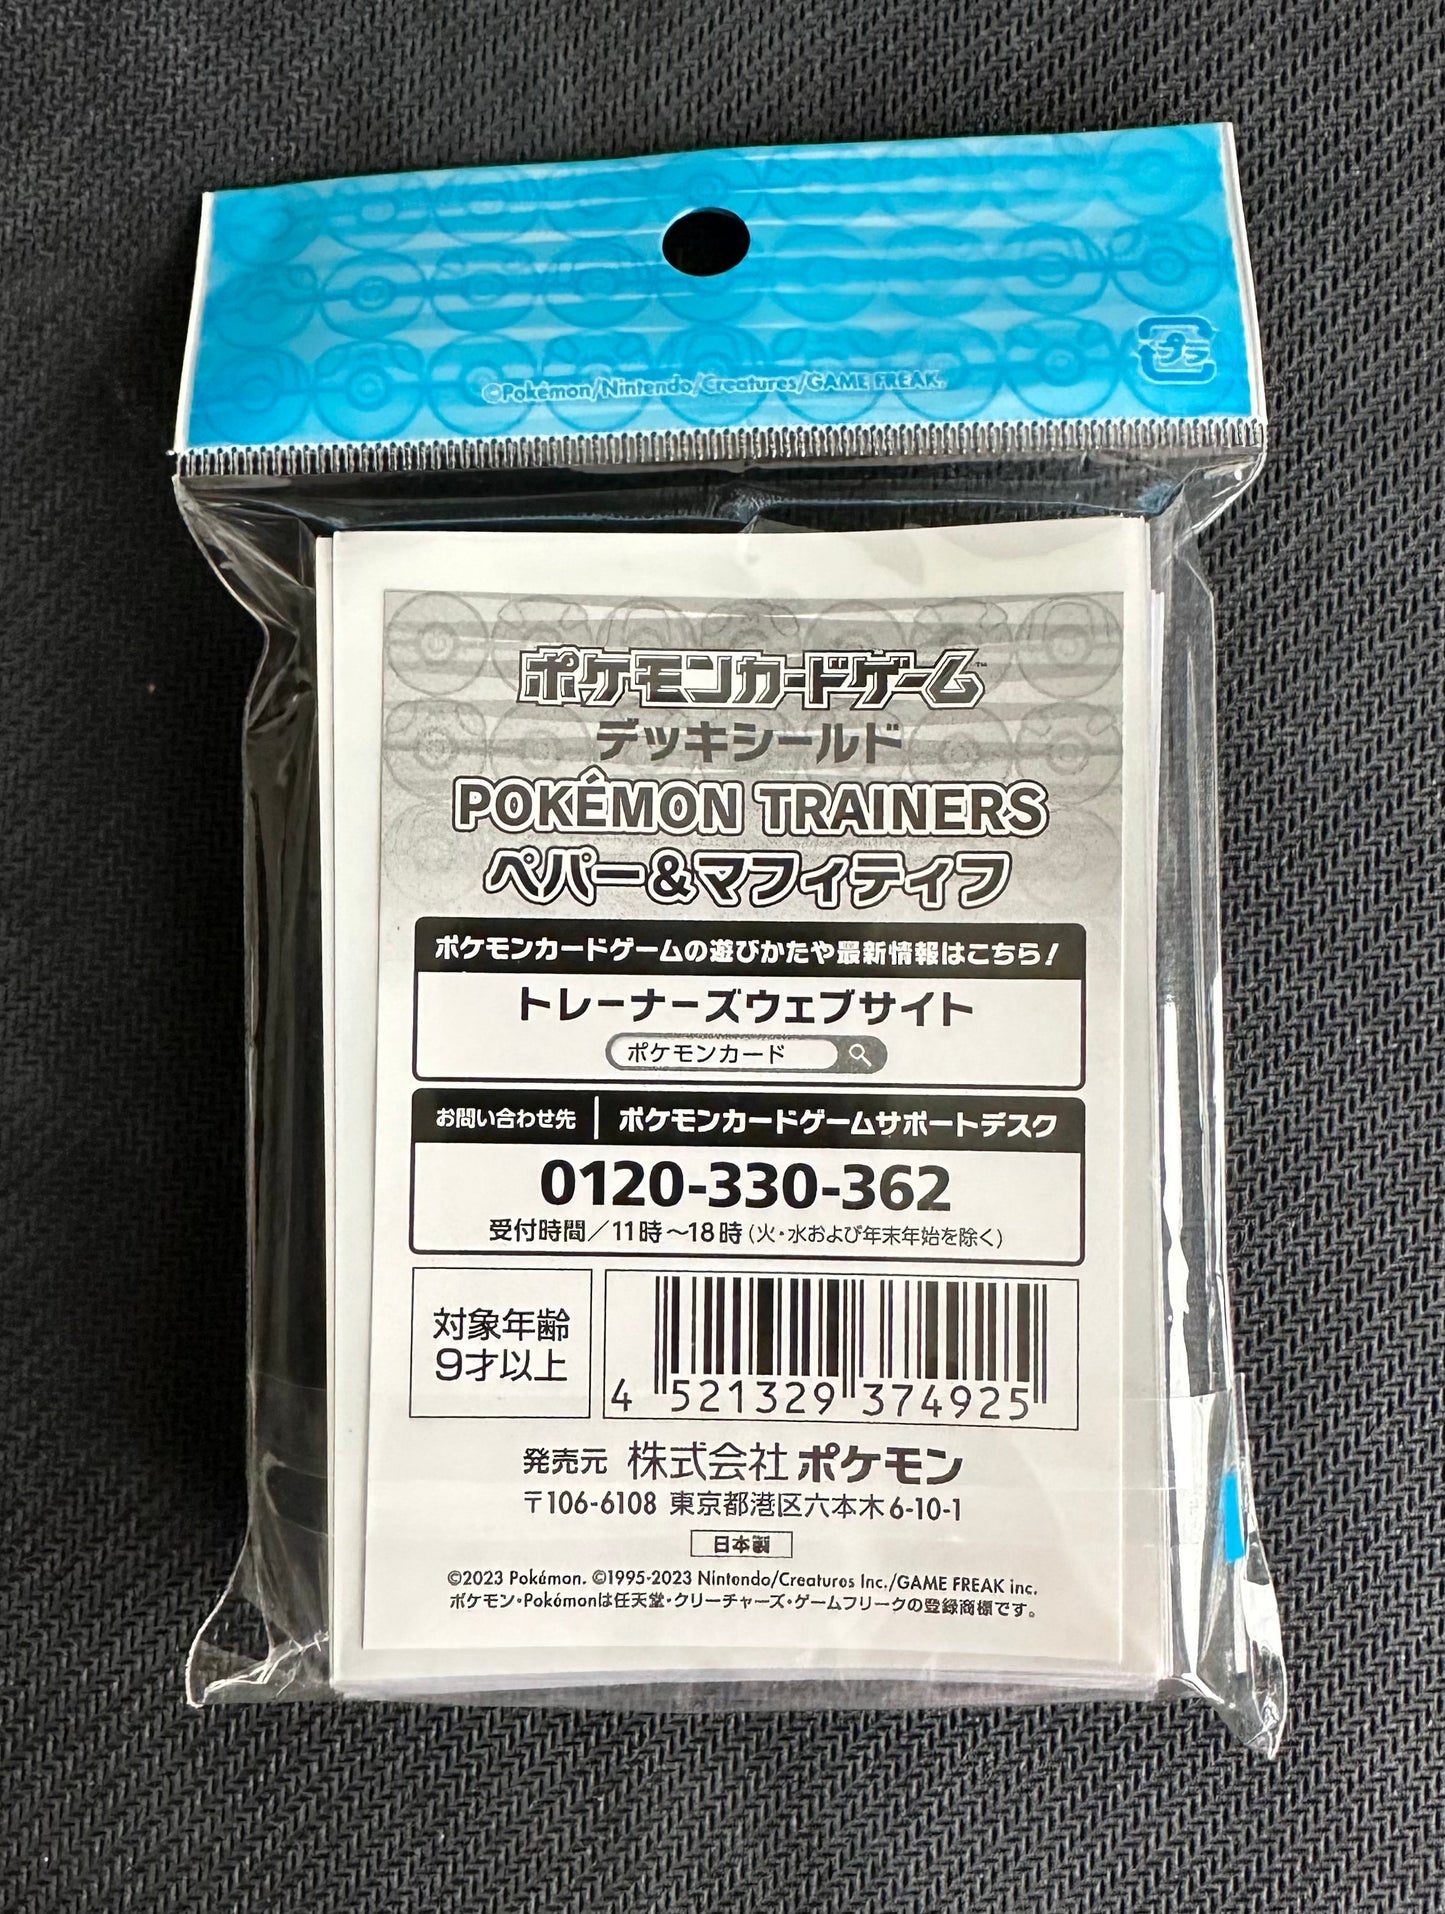 ©Pokémon/Nintendo/Creatures/GAME FREAK.
プラ
ポケモンカードゲーム™
デッキシールド
POKÉMON TRAINERS
ペパー&マフィティフ
ポケモンカードゲームの遊びかたや最新情報はこちら!
トレーナーズウェブサイト
ポケモンカード
お問い合わせ先 ポケモンカードゲームサポートデスク
0120-330-362
受付時間/11時〜18時(火・水および年末年始を除く)
対象年齢
9才以上
4 521329 374925
発売元 株式会社 ポケモン
〒106-6108 東京都港区六本木6-10-1
日本製
©2023 Pokémon. ©1995-2023 Nintendo/Creatures Inc./GAME FREAK inc.
ポケモン・Pokémonは任天堂・クリーチャーズ・ゲームフリークの登録商標です。